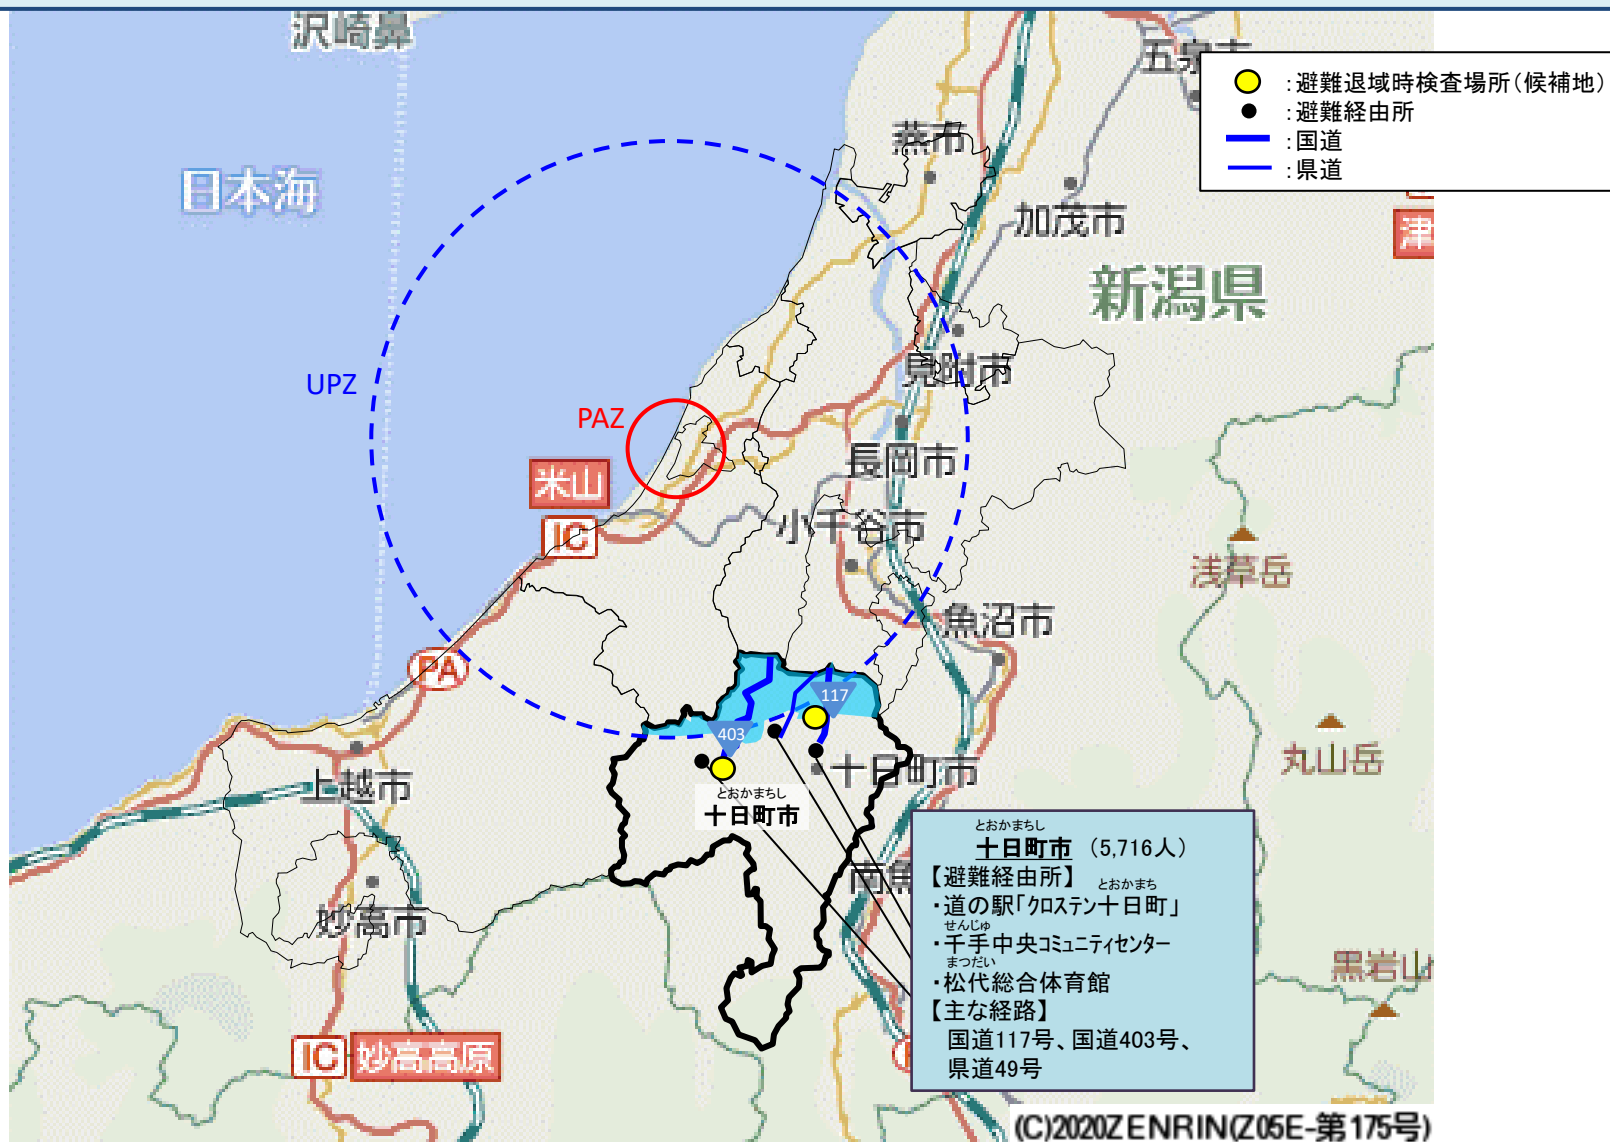 沢崎鼻
五泉市
：避難退域時検査場所（候補地）
：避難経由所
：国道
：県道
燕市
日本海
加茂市
津
新潟県
見附市
UPZ
PAZ
長岡市
米山
IC
小千谷市
浅草岳
魚沼市
PA
117
403
丸山岳
十日町市
上越市
とおかまちし
十日町市
とおかまちし
十日町市 （5,716人）
【避難経由所】
とおかまち
・道の駅「クロステン十日町」
せんじゅ
・千手中央コミュニティセンター
まつだい
・松代総合体育館
【主な経路】
国道117号、国道403号、
県道49号
南魚
妙高市
黒岩山
IC
妙高高原
(C)2020ZENRIN(Z05E-第175号)